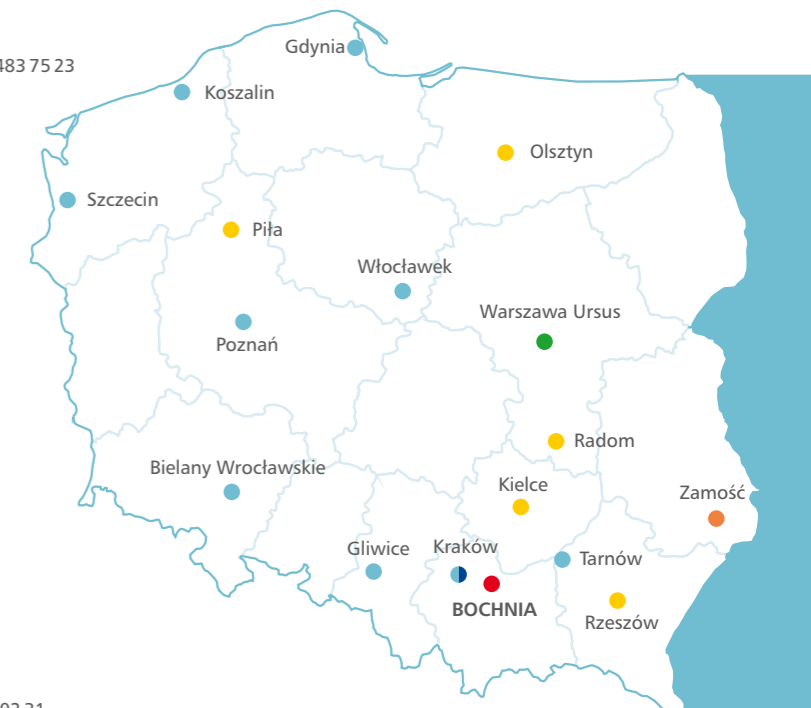 Gdynia
483 75 23
Koszalin
Olsztyn
Szczecin
Piła
Włocławek
Warszawa Ursus
Poznań
Radom
Bielany Wrocławskie
Kielce
Zamość
Gliwice
Kraków
Tarnów
BOCHNIA
Rzeszów